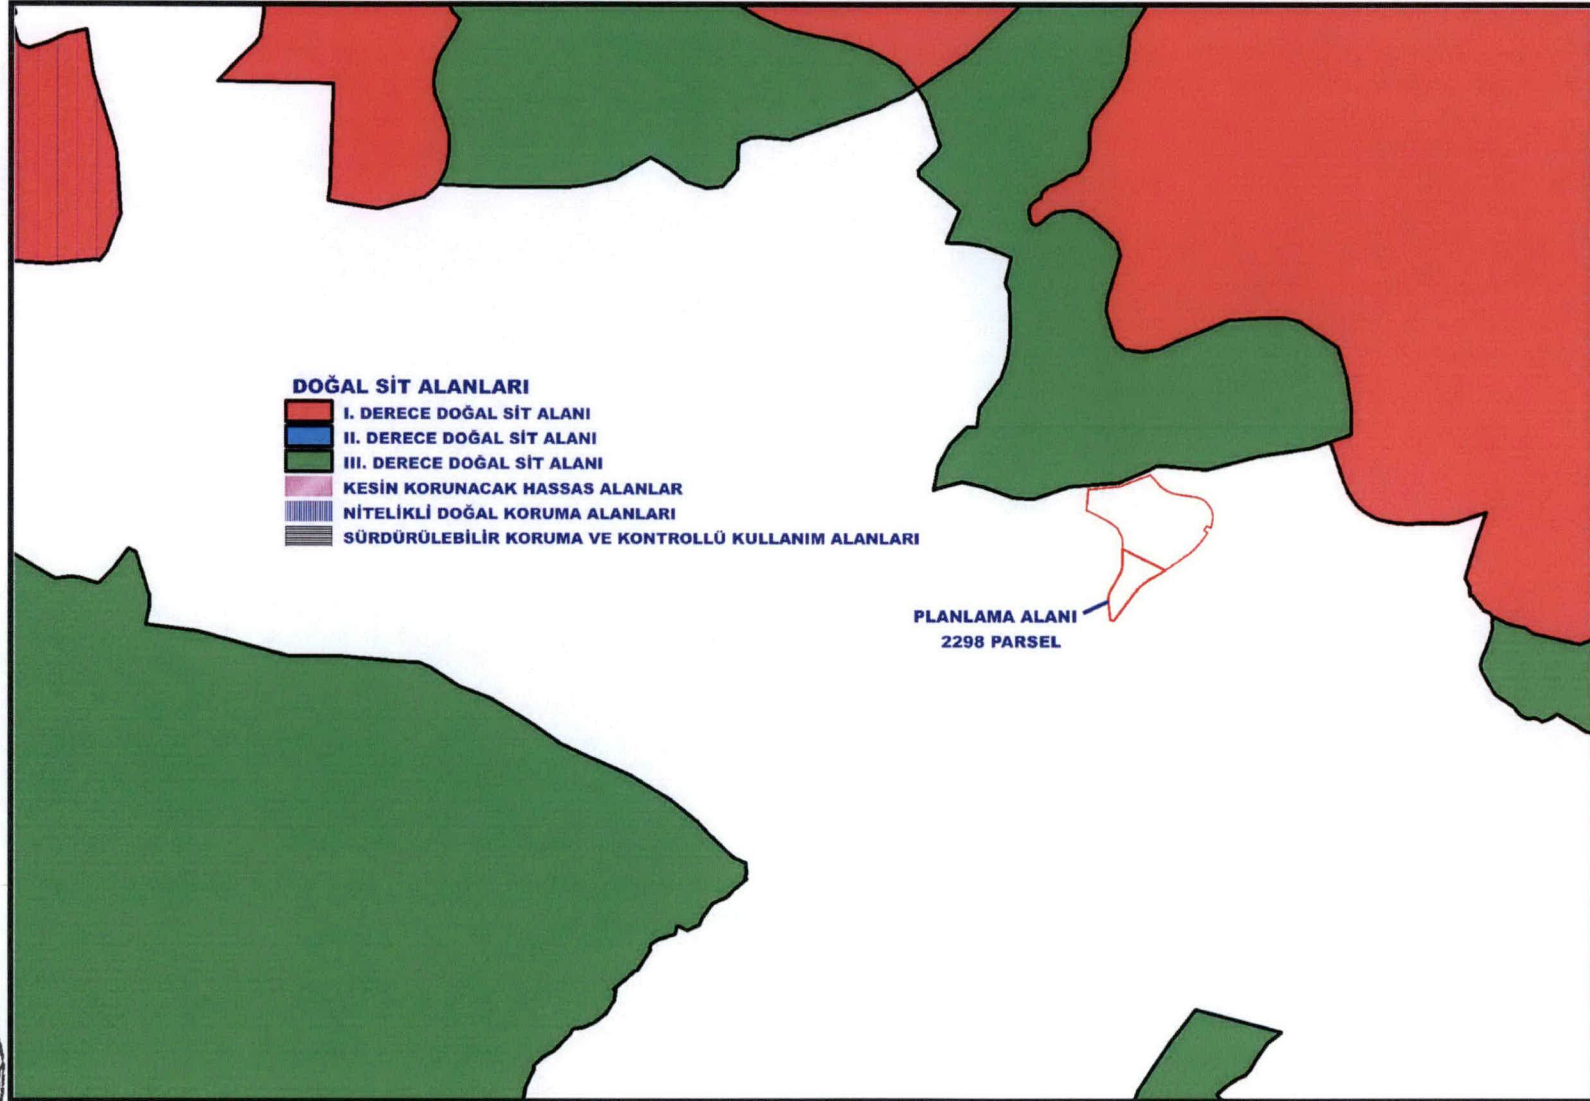 DOĞAL SİT ALANLARI
I. DERECE DOĞAL SİT ALANI
II. DERECE DOĞAL SİT ALANI
III. DERECE DOĞAL SİT ALANI
KESİN KORUNACAK HASSAS ALANLAR
NİTELİKLİ DOĞAL KORUMA ALANLARI
SÜRDÜRÜLEBİLİR KORUMA VE KONTROLLÜ KULLANIM ALANLARI
PLANLAMA ALANI
2298 PARSEL